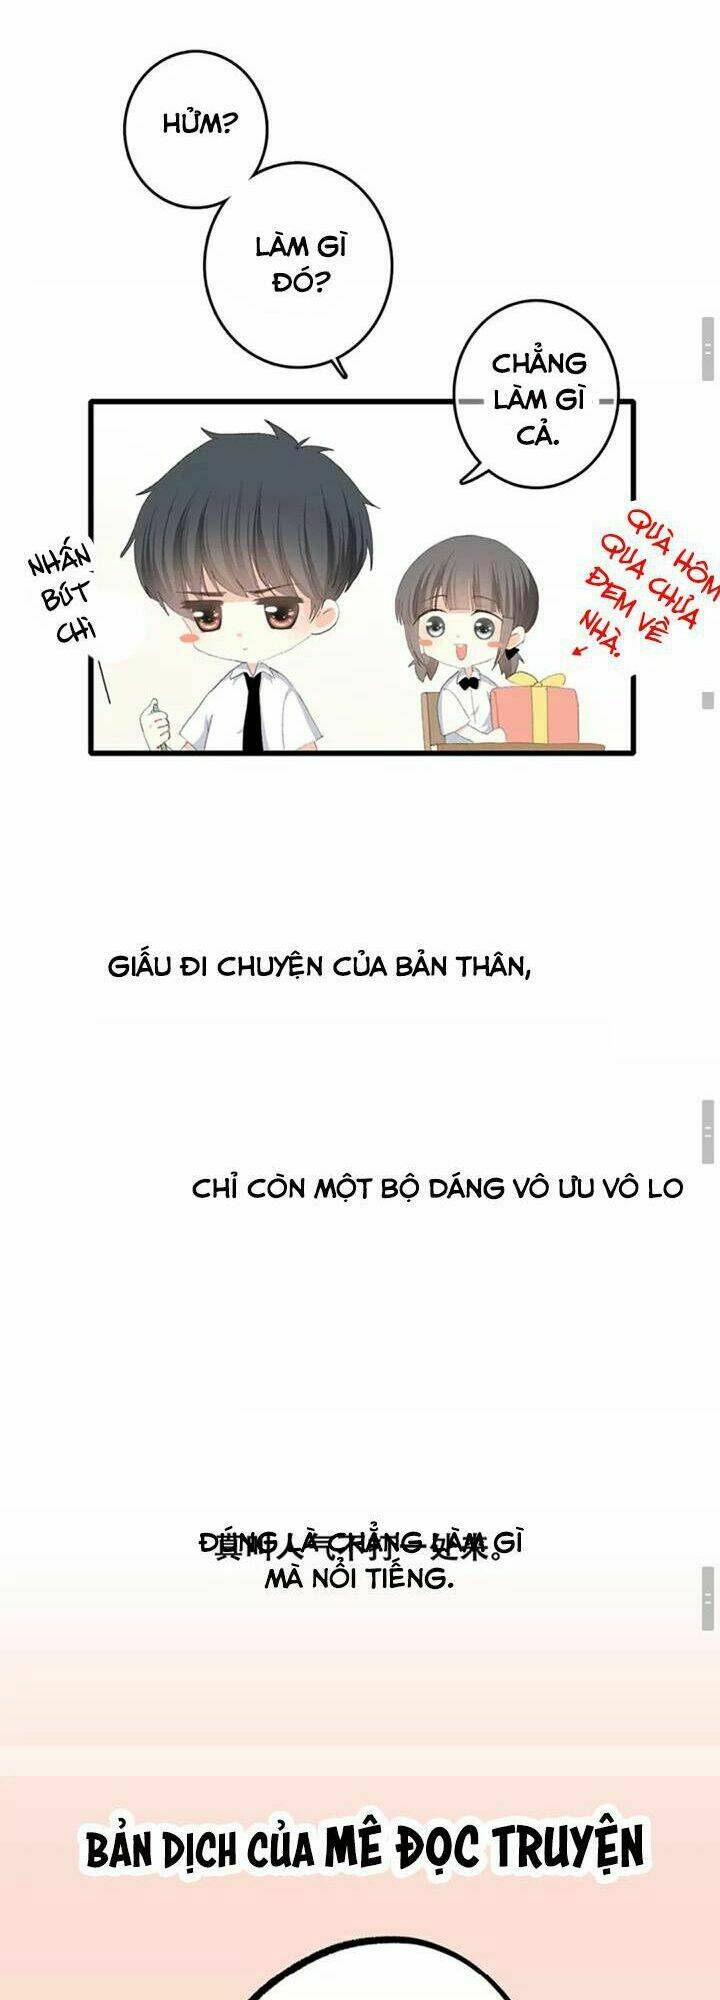 HỬM?
LÀM GÌ
ĐÓ?
CHẲNG
LÀM GÌ
CẢ.
NHẤN
BÚT
CHÌ
QUÀ HÔM
QUA CHƯA
ĐEM VỀ
NHÀ.
GIẤU ĐI CHUYỆN CỦA BẢN THÂN,
CHỈ CÒN MỘT BỘ DÁNG VÔ ƯU VÔ LO
ĐÚNG LÀ CHẲNG LÀM GÌ
MÀ NỔI TIẾNG.
BẢN DỊCH CỦA MÊ ĐỌC TRUYỆN